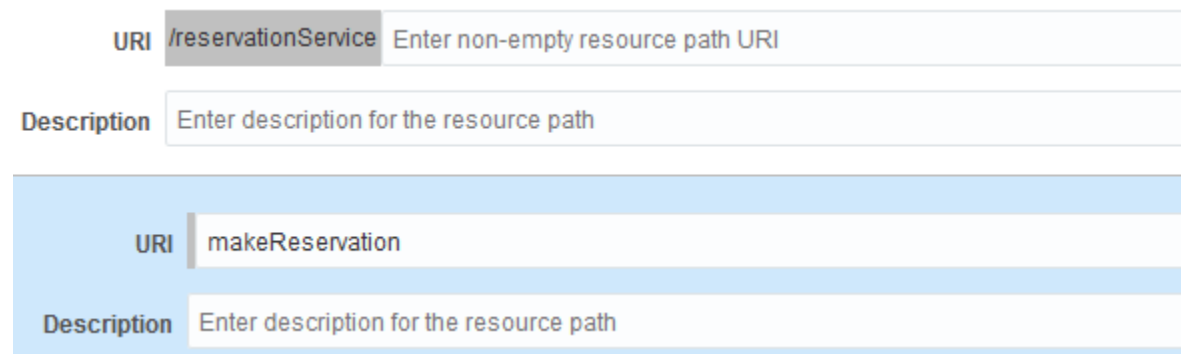 URI /reservationService Enter non-empty resource path URI
Description Enter description for the resource path
URI makeReservation
Description Enter description for the resource path